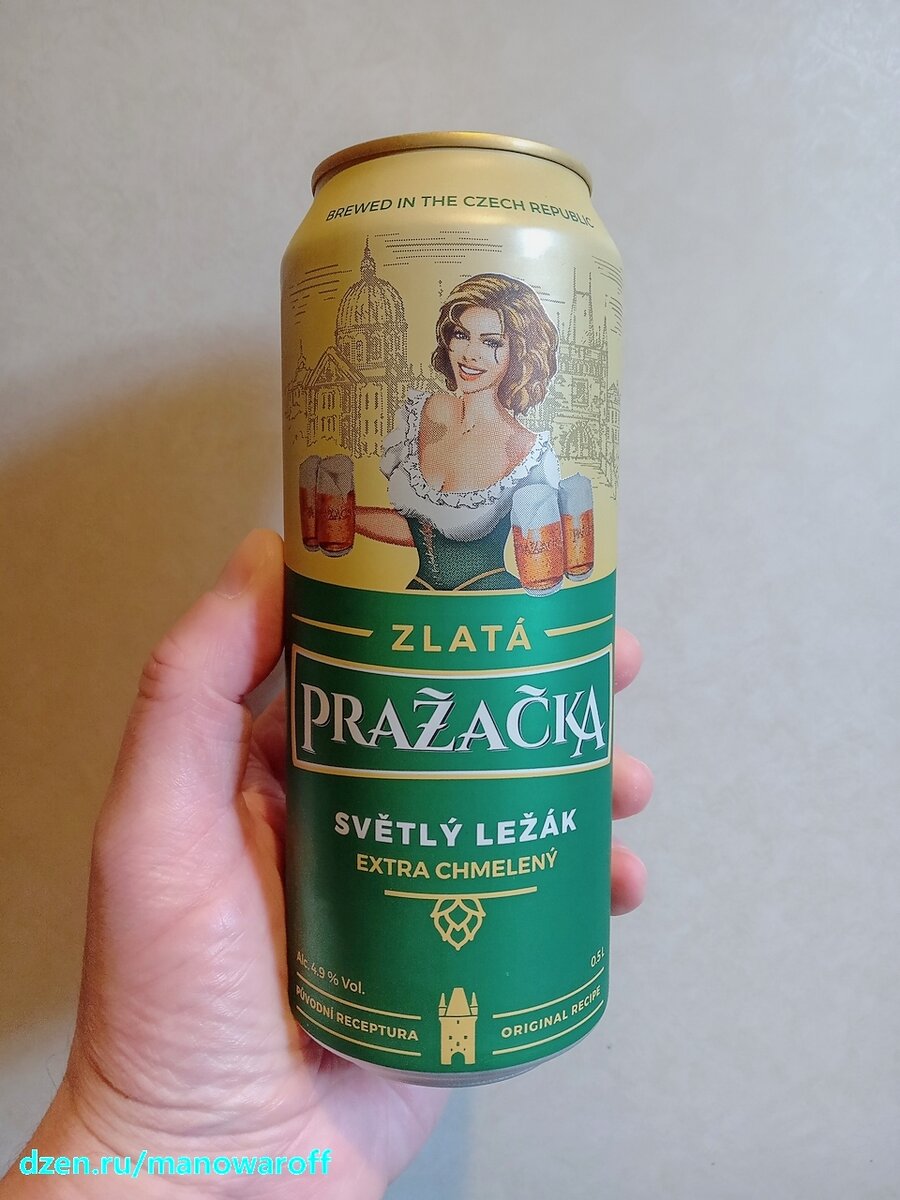 BREWED IN THE CZECH REPUBLIC
ZLATÁ
PRAŽAČKA
SVĚTLÝ LEŽÁK
EXTRA CHMELENÝ
Alc. 4.9 % Vol.
0.5 L
PŮVODNÍ RECEPTURA
ORIGINAL RECIPE
dzen.ru/manowaroff